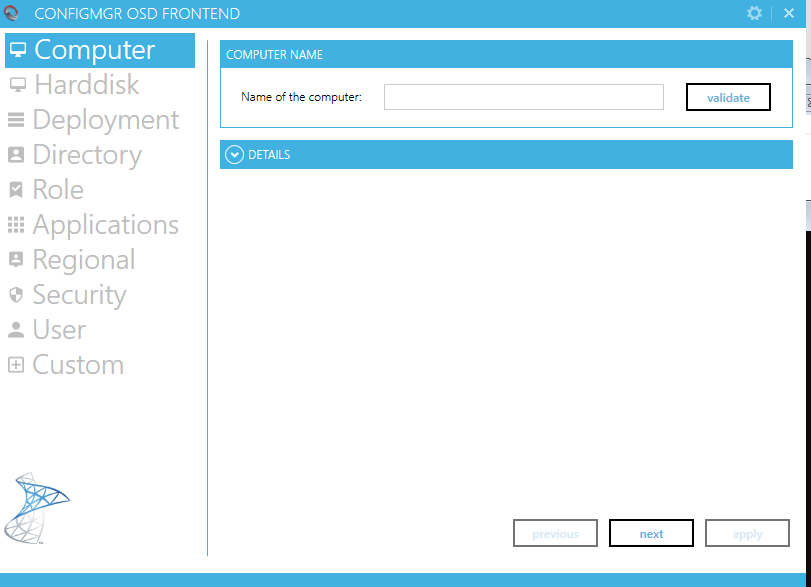 CONFIGMGR OSD FRONTEND
Computer
Harddisk
Deployment
Directory
Role
Applications
Regional
Security
User
Custom
COMPUTER NAME
Name of the computer:
validate
DETAILS
previous
next
apply